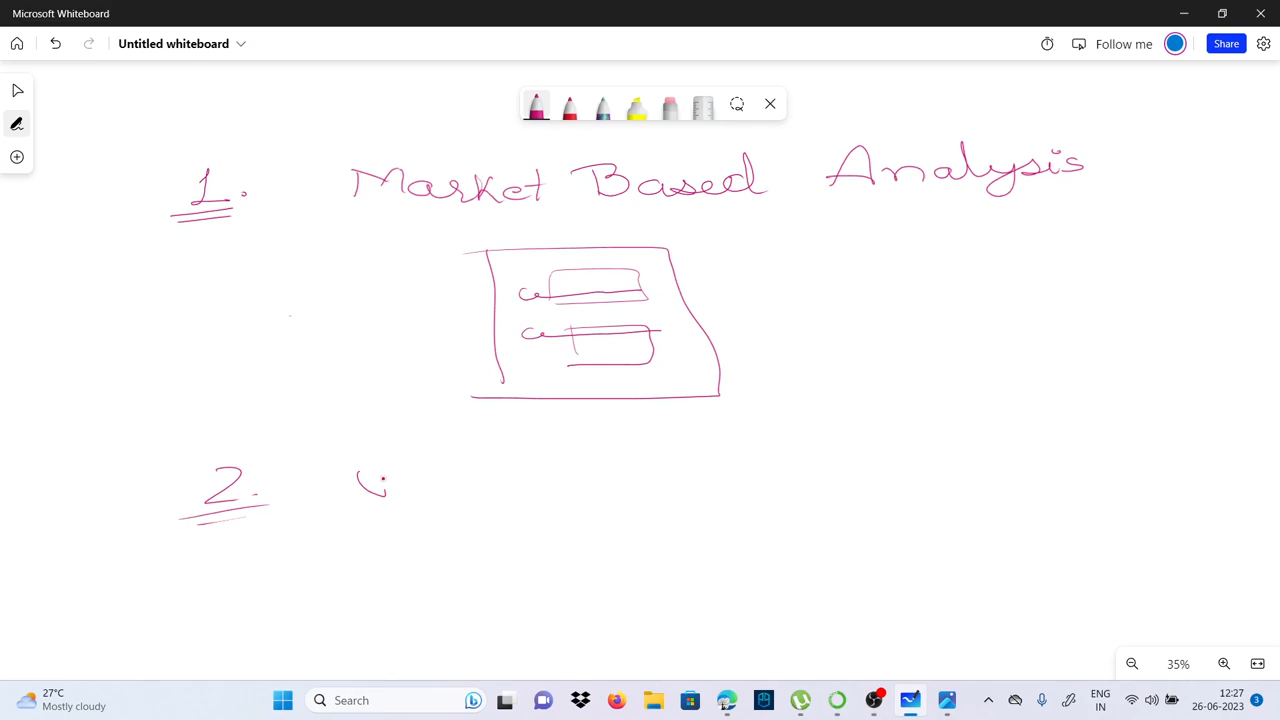 Microsoft Whiteboard
Untitled whiteboard
Follow me
Share
1. Market Based Analysis
2.
35%
27°C
Mostly cloudy
Search
ENG
IN
12:27
26-06-2023
3